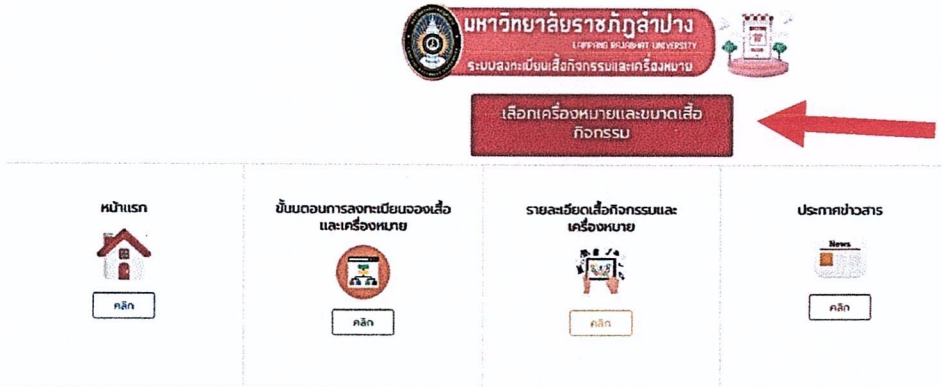 มหาวิทยาลัยราชภัฏลำปาง
LAMPANG RAJABHAT UNIVERSITY
ระบบลงทะเบียนเสื้อกิจกรรมและเครื่องหมาย
เลือกเครื่องหมายและขนาดเสื้อ
กิจกรรม
หน้าแรก
คลิก
ขั้นตอนการลงทะเบียนจองเสื้อ
และเครื่องหมาย
คลิก
รายละเอียดเสื้อกิจกรรมและ
เครื่องหมาย
คลิก
ประกาศข่าวสาร
News
คลิก